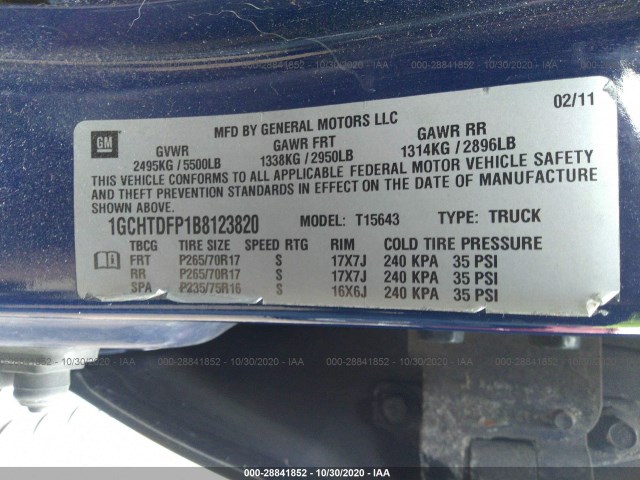 000-28841852 - 10/30/2020 - IAA
02/11
MFD BY GENERAL MOTORS LLC
GM
GVWR GAWR FRT GAWR RR
2495KG / 5500LB 1338KG / 2950LB 1314KG / 2896LB
THIS VEHICLE CONFORMS TO ALL APPLICABLE FEDERAL MOTOR VEHICLE SAFETY
AND THEFT PREVENTION STANDARDS IN EFFECT ON THE DATE OF MANUFACTURE
SHOWN ABOVE.
1GCHTDFP1B8123820 MODEL: T15643 TYPE: TRUCK
TBCG TIRE SIZE SPEED RTG RIM COLD TIRE PRESSURE
FRT P265/70R17 S 17X7J 240 KPA 35 PSI
RR P265/70R17 S 17X7J 240 KPA 35 PSI
SPA P235/75R16 S 16X6J 240 KPA 35 PSI
000-28841852 - 10/30/2020 - IAA
000-28841852 - 10/30/2020 - IAA